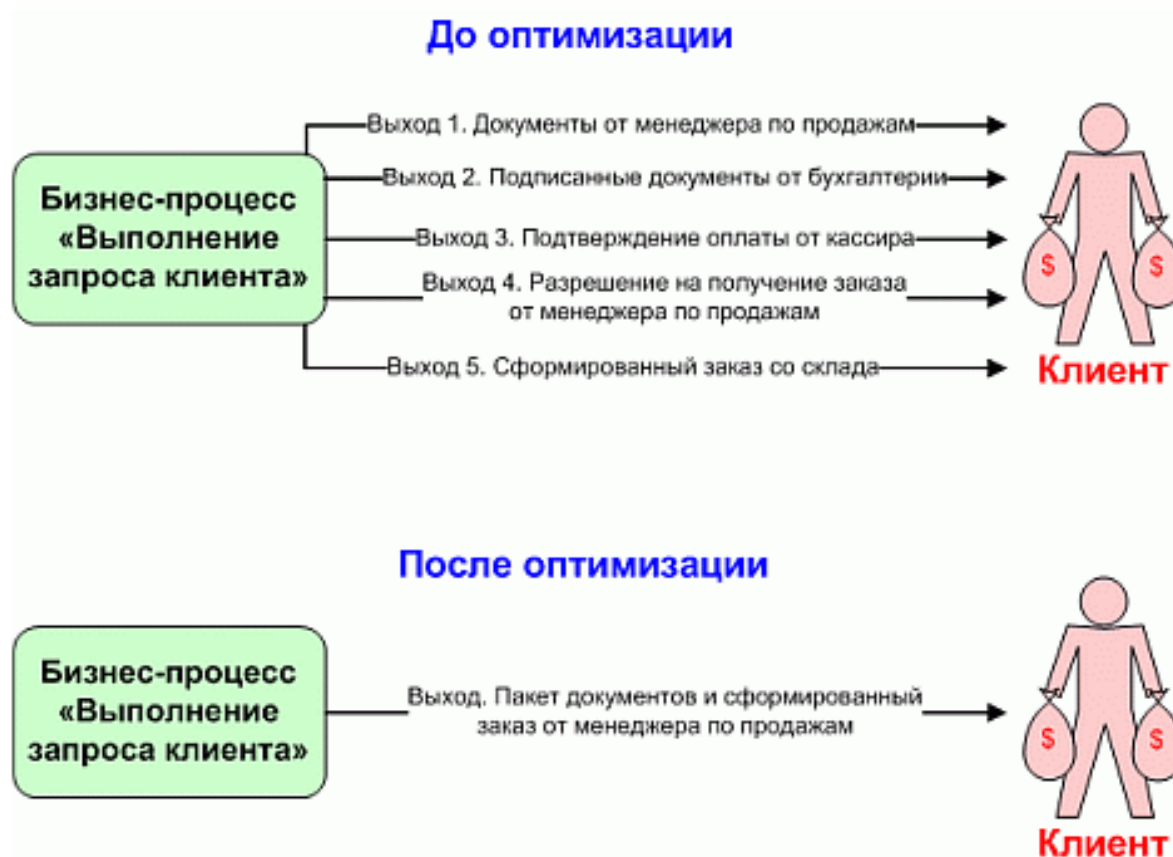 До оптимизации
Выход 1. Документы от менеджера по продажам
Бизнес-процесс
«Выполнение
запроса клиента»
Выход 2. Подписанные документы от бухгалтерии
Выход 3. Подтверждение оплаты от кассира
Выход 4. Разрешение на получение заказа
от менеджера по продажам
Выход 5. Сформированный заказ со склада
$
$
Клиент
После оптимизации
Бизнес-процесс
«Выполнение
запроса клиента»
Выход. Пакет документов и сформированный
заказ от менеджера по продажам
$
$
Клиент